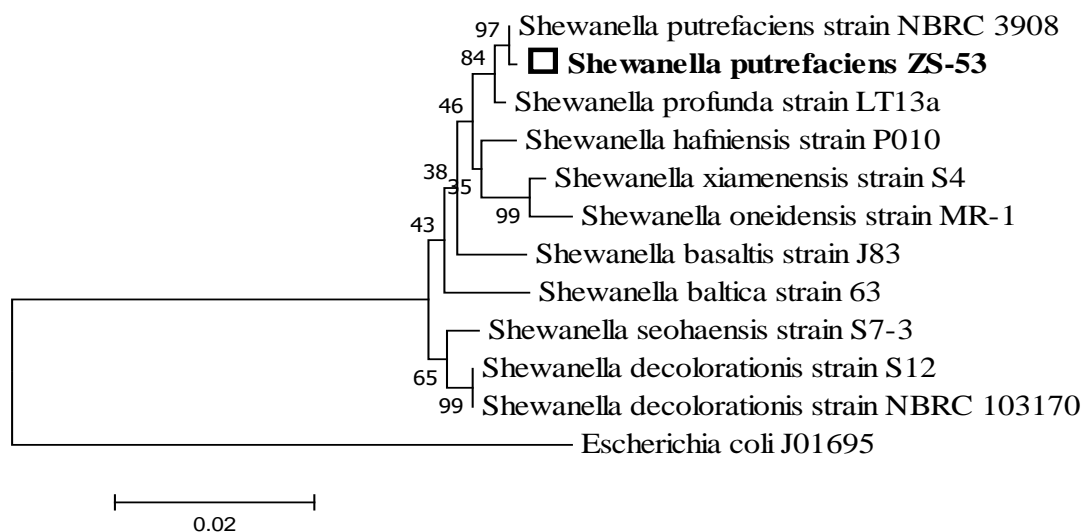 97
Shewanella putrefaciens strain NBRC 3908
84
Shewanella putrefaciens ZS-53
46
Shewanella profunda strain LT13a
Shewanella hafniensis strain P010
38
35
Shewanella xiamenensis strain S4
99
Shewanella oneidensis strain MR-1
43
Shewanella basaltis strain J83
Shewanella baltica strain 63
Shewanella seohaensis strain S7-3
65
Shewanella decolorationis strain S12
99
Shewanella decolorationis strain NBRC 103170
Escherichia coli J01695
0.02